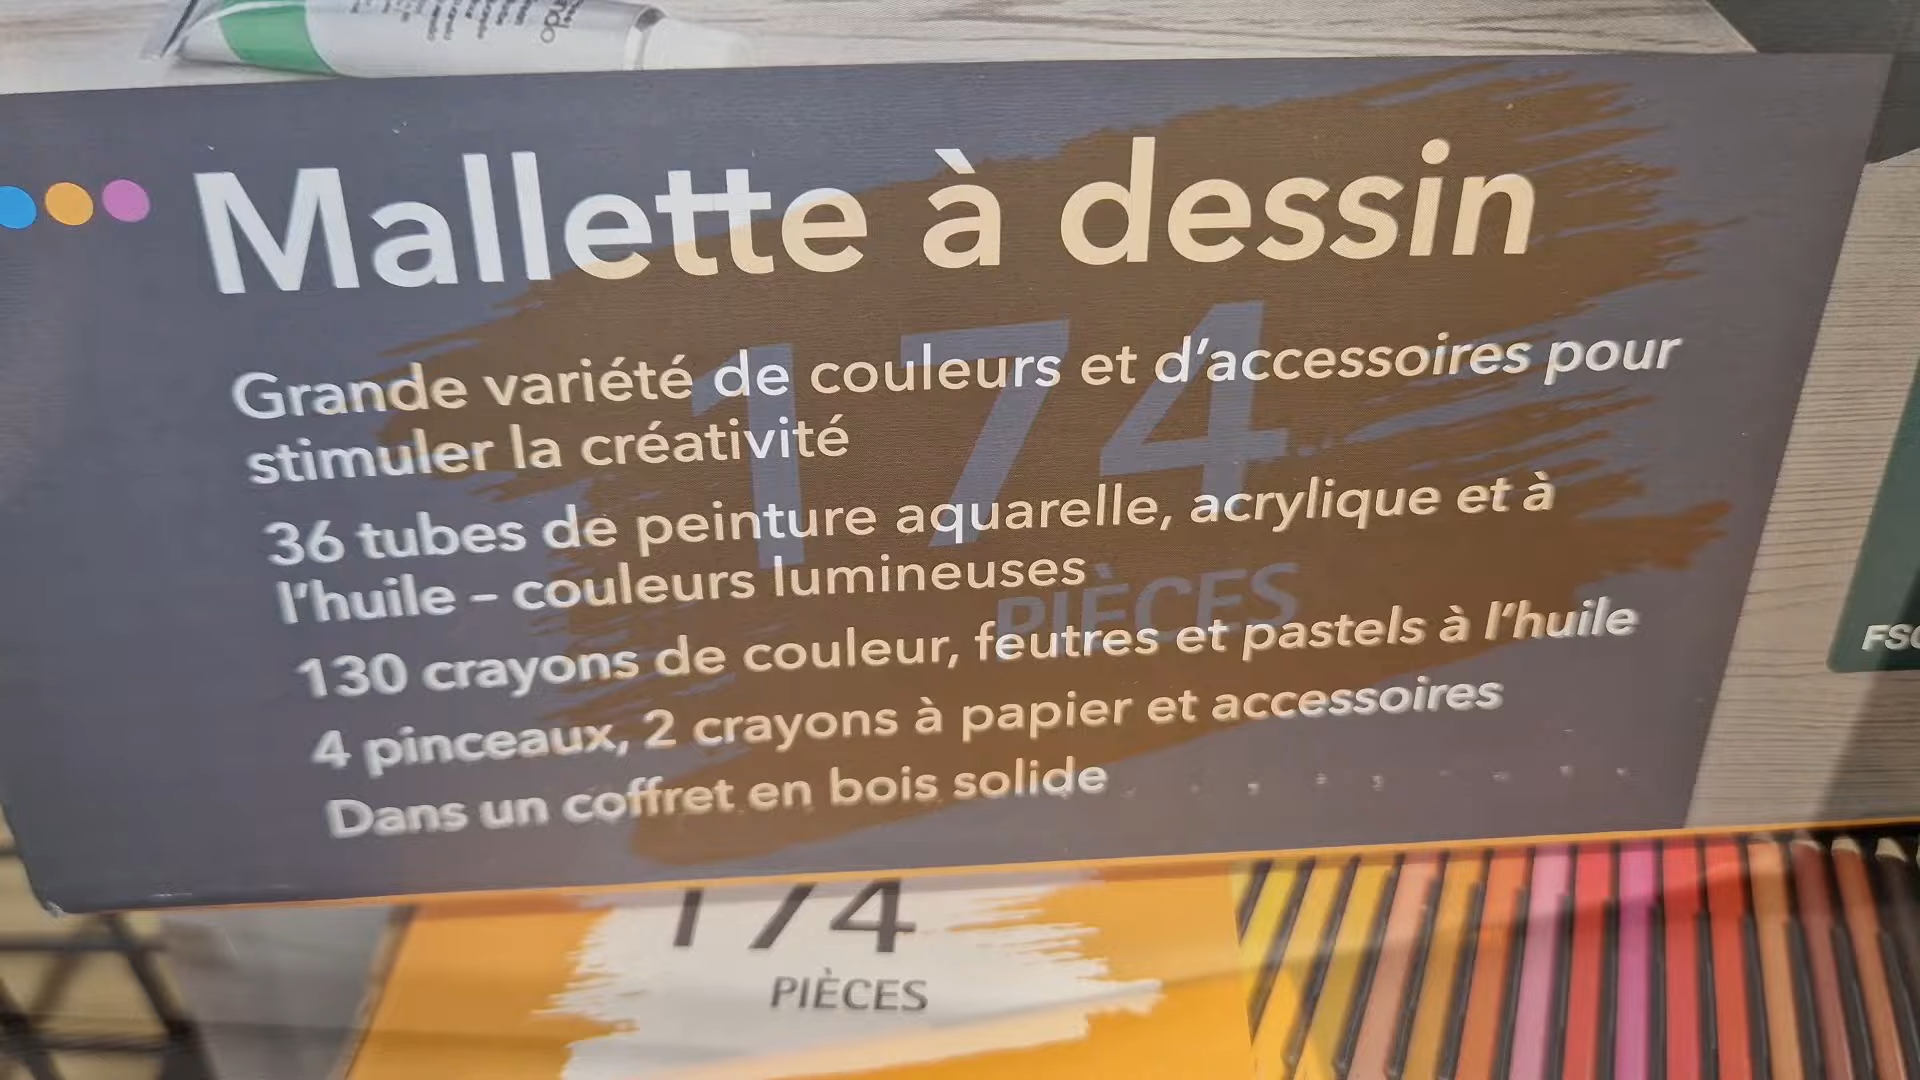 Mallette à dessin
174
PIÈCES
Grande variété de couleurs et d'accessoires pour
stimuler la créativité
36 tubes de peinture aquarelle, acrylique et à
l'huile – couleurs lumineuses
130 crayons de couleur, feutres et pastels à l'huile
4 pinceaux, 2 crayons à papier et accessoires
Dans un coffret en bois solide
174
PIÈCES